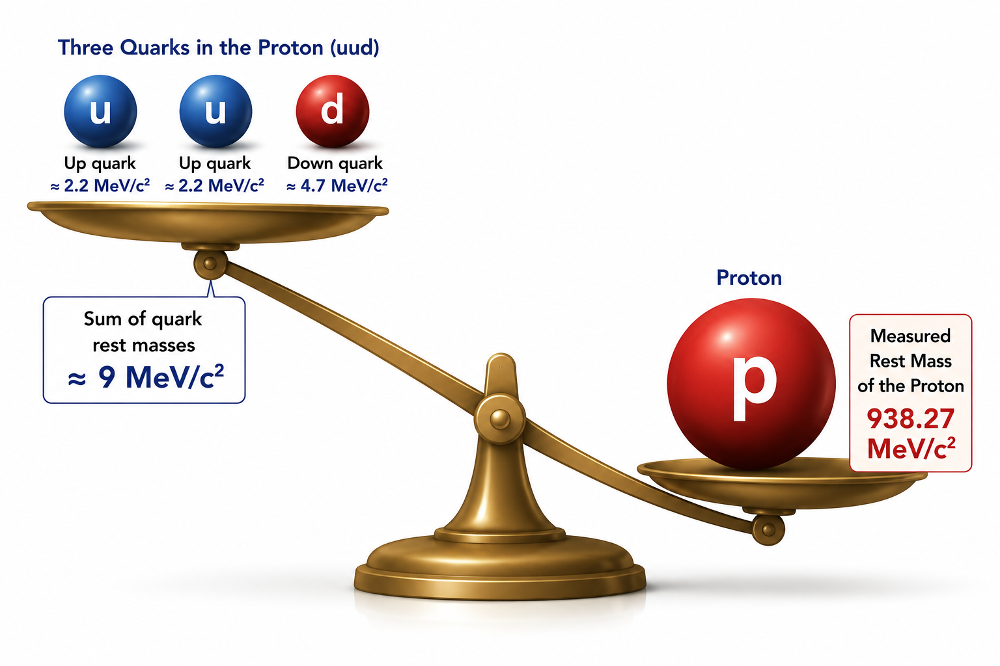 Three Quarks in the Proton (uud)
u u d
Up quark Up quark Down quark
≈ 2.2 MeV/c² ≈ 2.2 MeV/c² ≈ 4.7 MeV/c²
Sum of quark
rest masses
≈ 9 MeV/c²
Proton
p
Measured
Rest Mass
of the Proton
938.27
MeV/c²